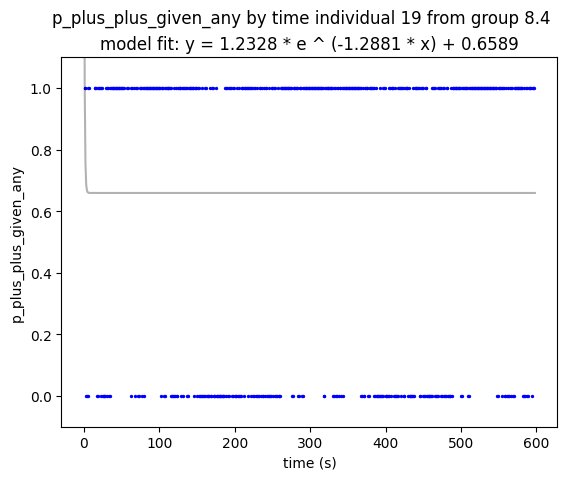 p_plus_plus_given_any by time individual 19 from group 8.4
model fit: y = 1.2328 * e ^ (-1.2881 * x) + 0.6589
p_plus_plus_given_any
1.0
0.8
0.6
0.4
0.2
0.0
0 100 200 300 400 500 600
time (s)